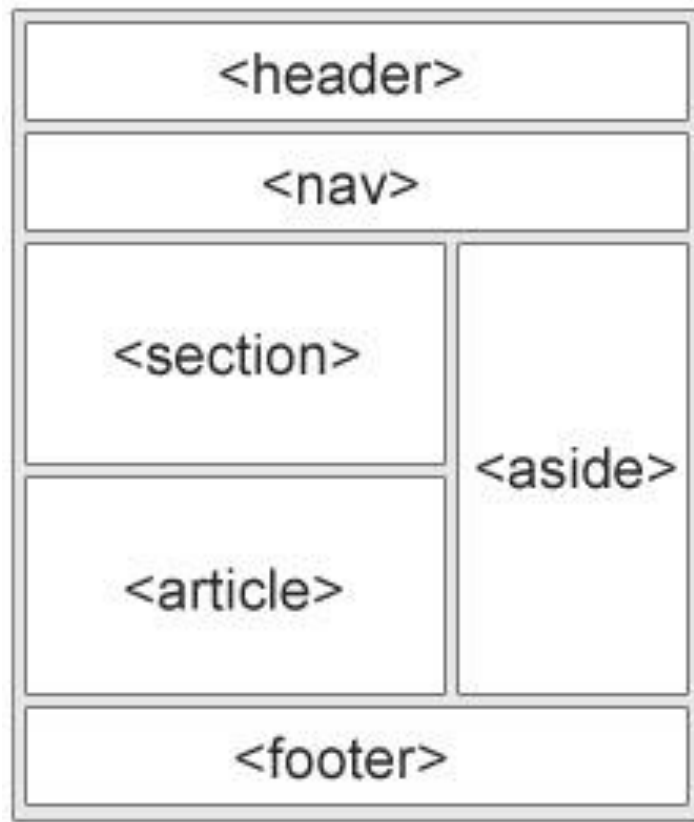 <header>
<nav>
<section>
<aside>
<article>
<footer>